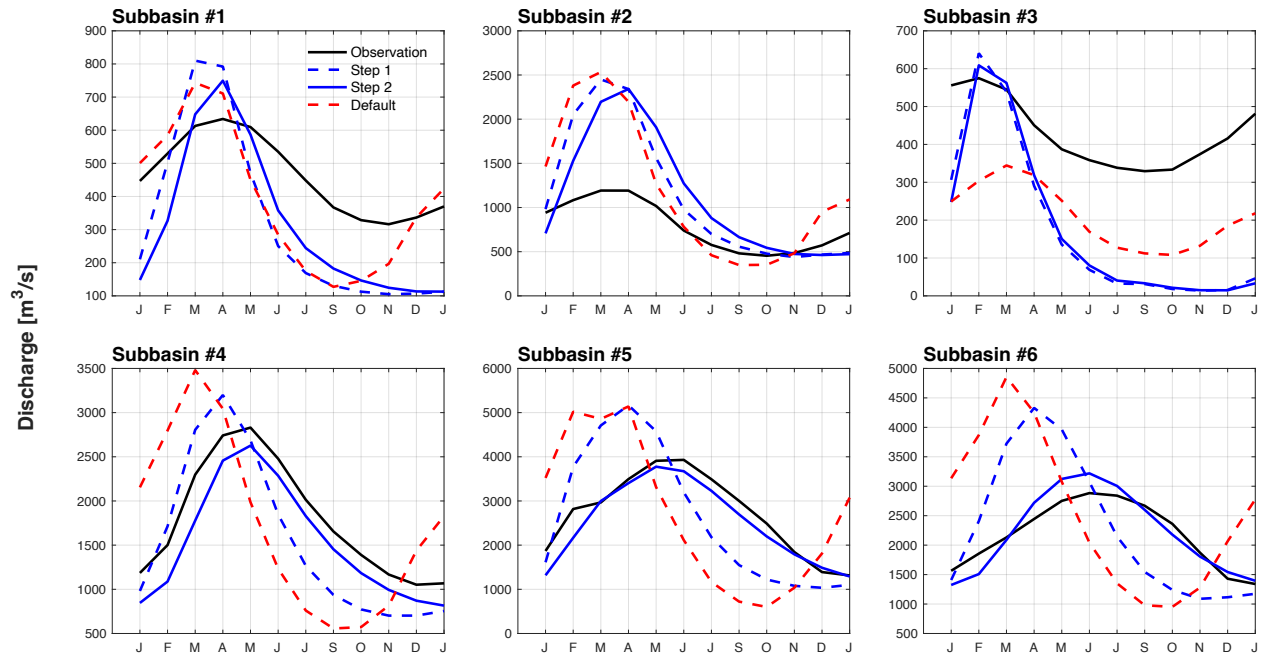 Subbasin #1
900
800
700
600
500
400
300
200
100
J F M A M J J A S O N D J
Observation
Step 1
Step 2
Default
Subbasin #2
3000
2500
2000
1500
1000
500
0
J F M A M J J A S O N D J
Subbasin #3
700
600
500
400
300
200
100
0
J F M A M J J A S O N D J
Discharge [m³/s]
Subbasin #4
3500
3000
2500
2000
1500
1000
500
J F M A M J J A S O N D J
Subbasin #5
6000
5000
4000
3000
2000
1000
0
J F M A M J J A S O N D J
Subbasin #6
5000
4500
4000
3500
3000
2500
2000
1500
1000
500
J F M A M J J A S O N D J